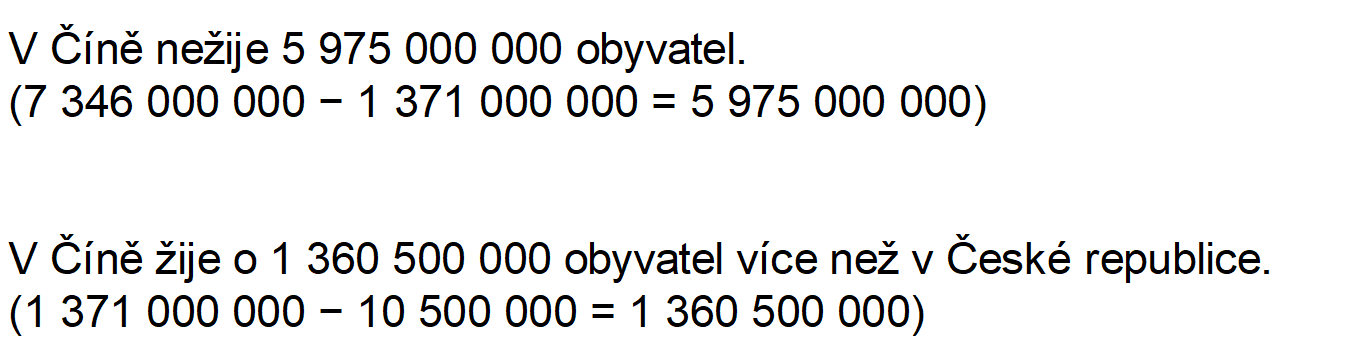 V Číně nežije 5 975 000 000 obyvatel.
(7 346 000 000 − 1 371 000 000 = 5 975 000 000)
V Číně žije o 1 360 500 000 obyvatel více než v České republice.
(1 371 000 000 − 10 500 000 = 1 360 500 000)